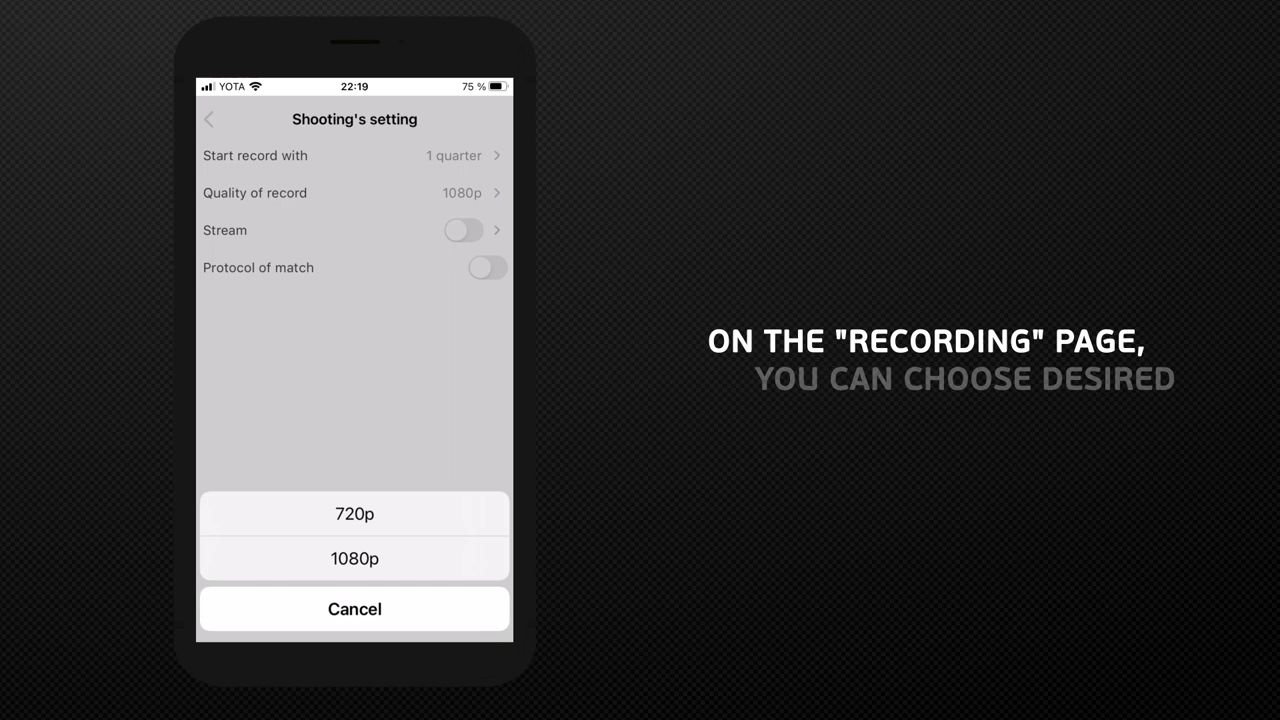 YOTA 22:19 75 %
Shooting's setting
Start record with 1 quarter
Quality of record 1080p
Stream
Protocol of match
720p
1080p
Cancel
ON THE "RECORDING" PAGE,
YOU CAN CHOOSE DESIRED